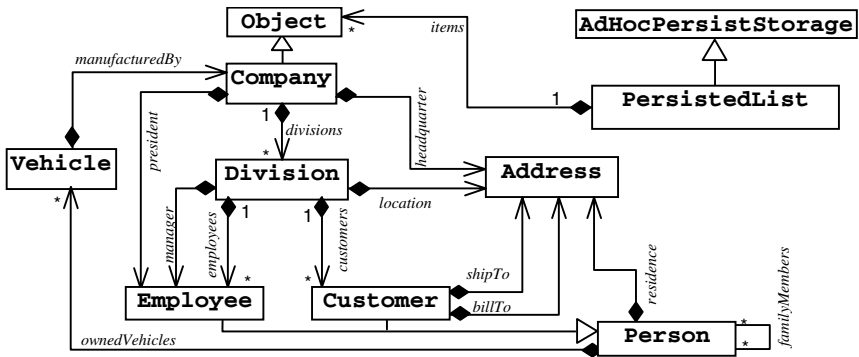 Object
AdHocPersistStorage
*
items
manufacturedBy
Company
PersistedList
1
1
president
divisions
headquarter
*
Vehicle
Division
Address
*
manager
employees
1
1
customers
location
*
*
shipTo
Employee
Customer
billTo
residence
familyMembers
*
Person
*
ownedVehicles